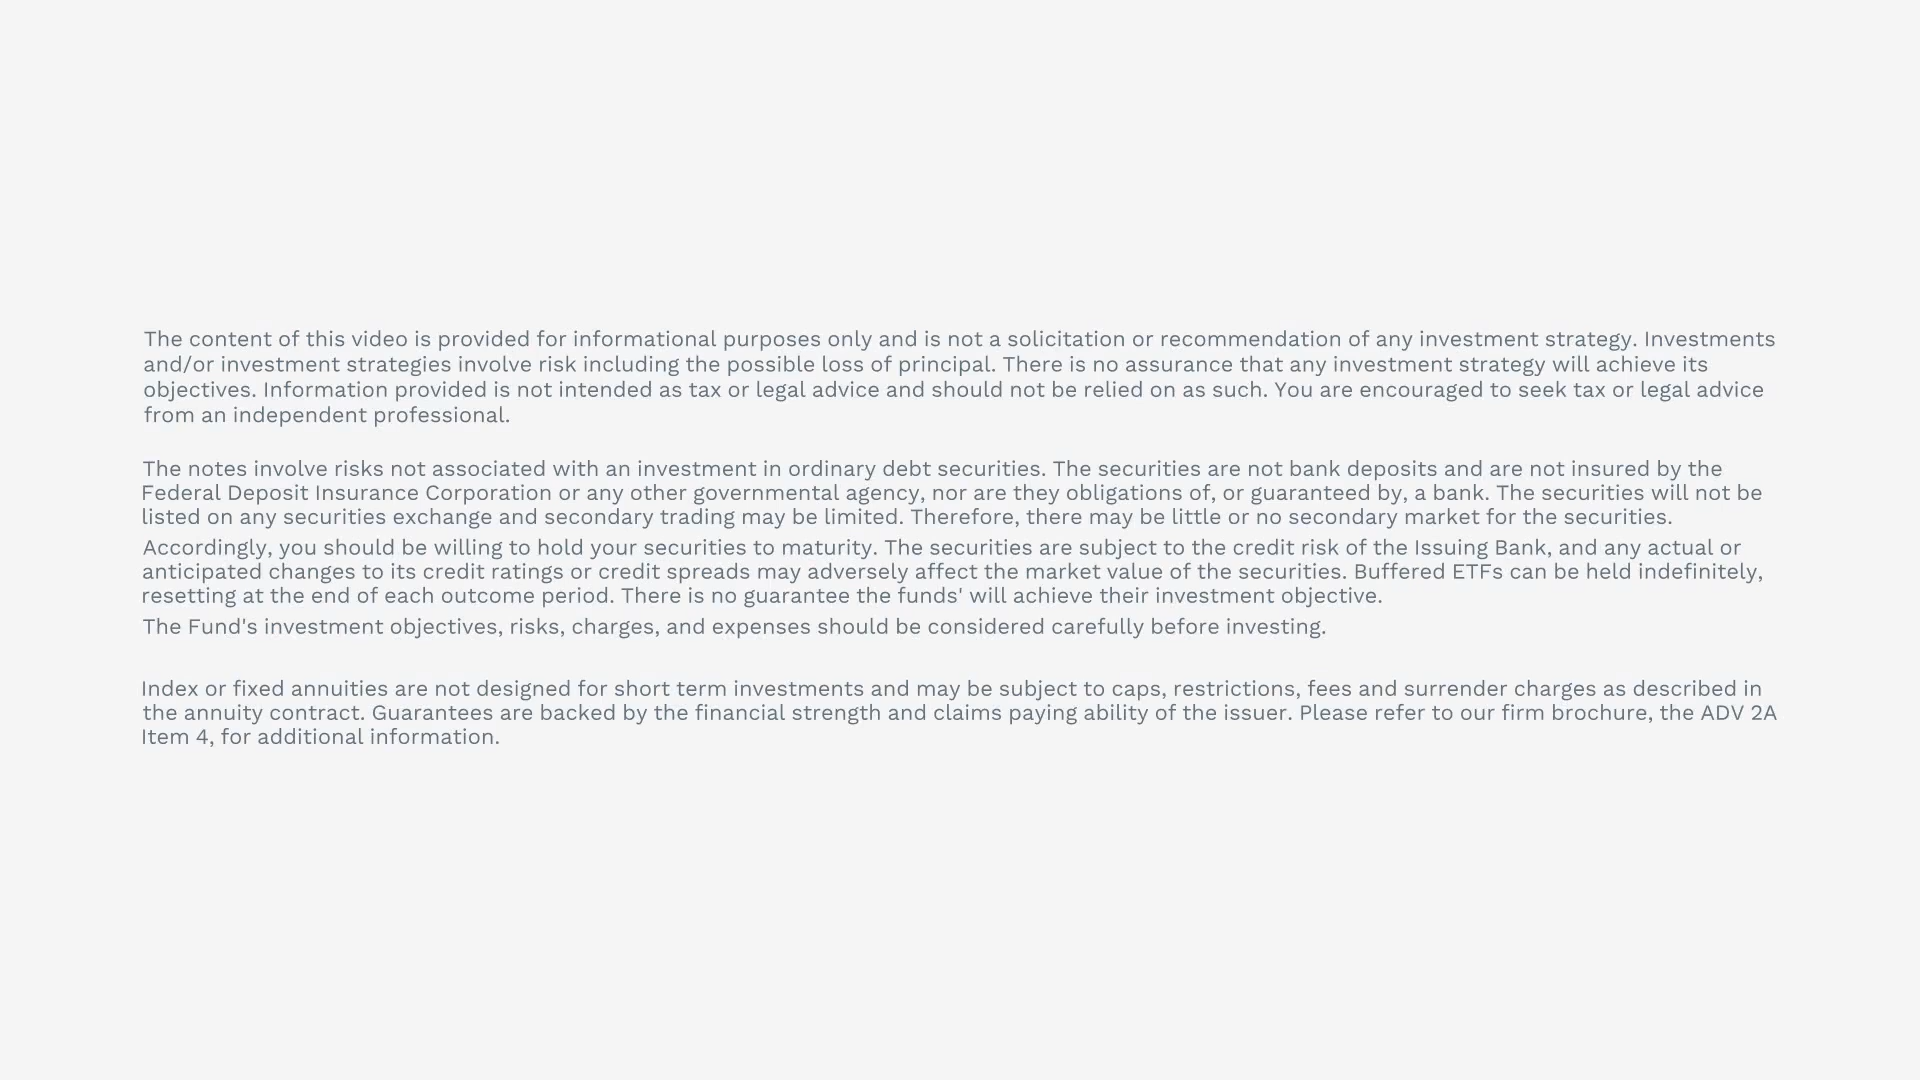 The content of this video is provided for informational purposes only and is not a solicitation or recommendation of any investment strategy. Investments
and/or investment strategies involve risk including the possible loss of principal. There is no assurance that any investment strategy will achieve its
objectives. Information provided is not intended as tax or legal advice and should not be relied on as such. You are encouraged to seek tax or legal advice
from an independent professional.
The notes involve risks not associated with an investment in ordinary debt securities. The securities are not bank deposits and are not insured by the
Federal Deposit Insurance Corporation or any other governmental agency, nor are they obligations of, or guaranteed by, a bank. The securities will not be
listed on any securities exchange and secondary trading may be limited. Therefore, there may be little or no secondary market for the securities.
Accordingly, you should be willing to hold your securities to maturity. The securities are subject to the credit risk of the Issuing Bank, and any actual or
anticipated changes to its credit ratings or credit spreads may adversely affect the market value of the securities. Buffered ETFs can be held indefinitely,
resetting at the end of each outcome period. There is no guarantee the funds' will achieve their investment objective.
The Fund's investment objectives, risks, charges, and expenses should be considered carefully before investing.
Index or fixed annuities are not designed for short term investments and may be subject to caps, restrictions, fees and surrender charges as described in
the annuity contract. Guarantees are backed by the financial strength and claims paying ability of the issuer. Please refer to our firm brochure, the ADV 2A
Item 4, for additional information.